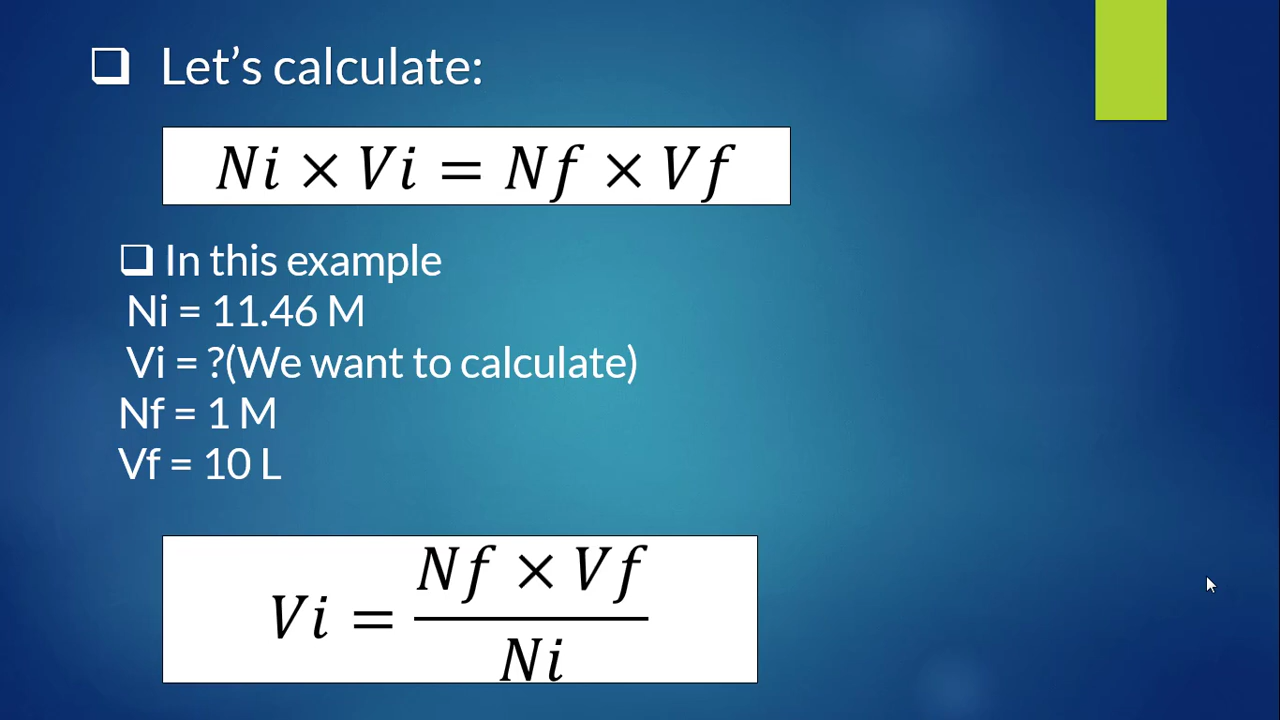 ❑ Let’s calculate:
Ni × Vi = Nf × Vf
❑ In this example
Ni = 11.46 M
Vi = ?(We want to calculate)
Nf = 1 M
Vf = 10 L
Vi = \frac{Nf × Vf}{Ni}